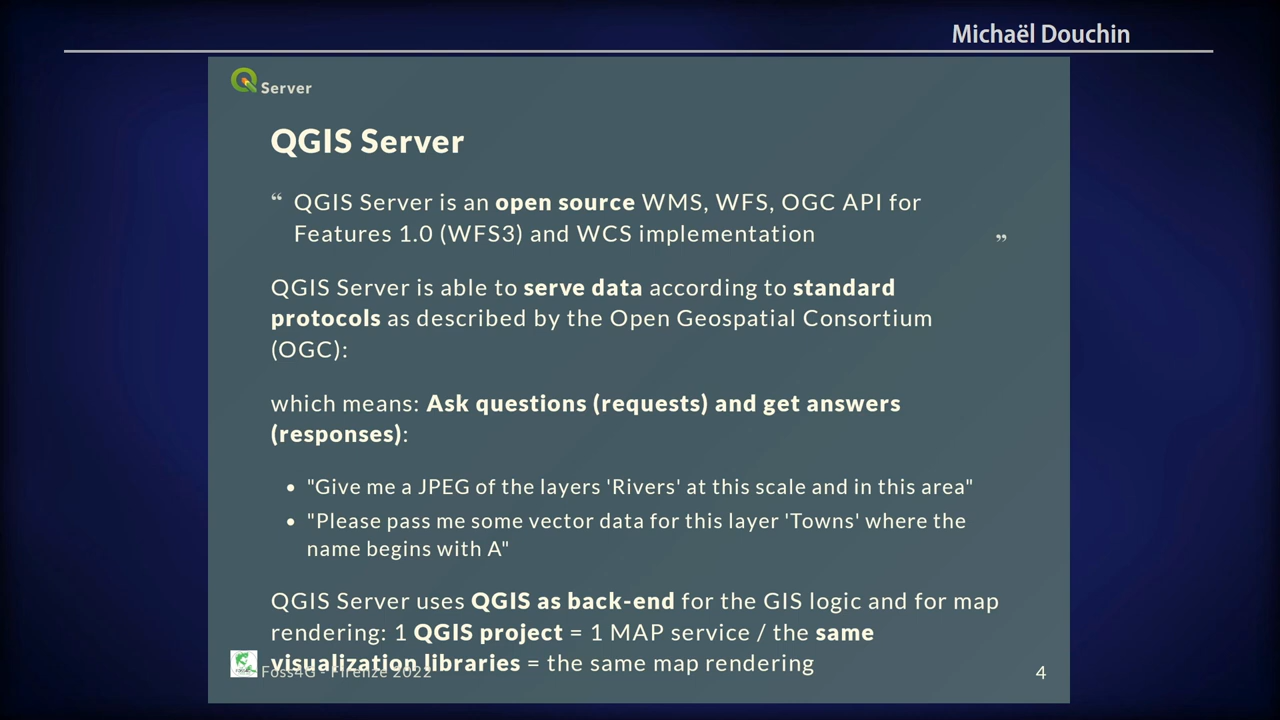 Michaël Douchin
Server
QGIS Server
“ QGIS Server is an open source WMS, WFS, OGC API for
Features 1.0 (WFS3) and WCS implementation ”
QGIS Server is able to serve data according to standard
protocols as described by the Open Geospatial Consortium
(OGC):
which means: Ask questions (requests) and get answers
(responses):
• "Give me a JPEG of the layers 'Rivers' at this scale and in this area"
• "Please pass me some vector data for this layer 'Towns' where the
name begins with A"
QGIS Server uses QGIS as back-end for the GIS logic and for map
rendering: 1 QGIS project = 1 MAP service / the same
visualization libraries = the same map rendering
Foss4G - Firenze 2022
4